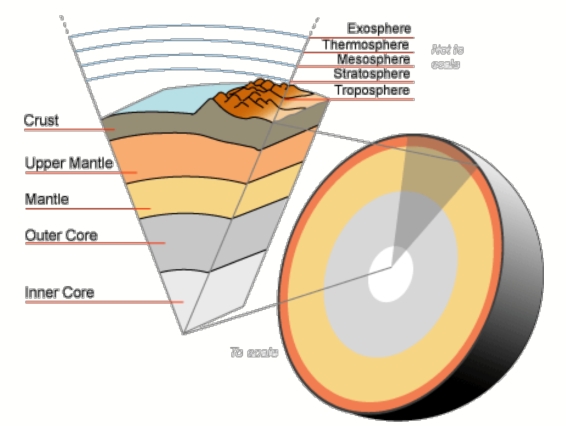 Exosphere
Thermosphere
Mesosphere
Stratosphere
Troposphere
Not to
scale
Crust
Upper Mantle
Mantle
Outer Core
Inner Core
To scale